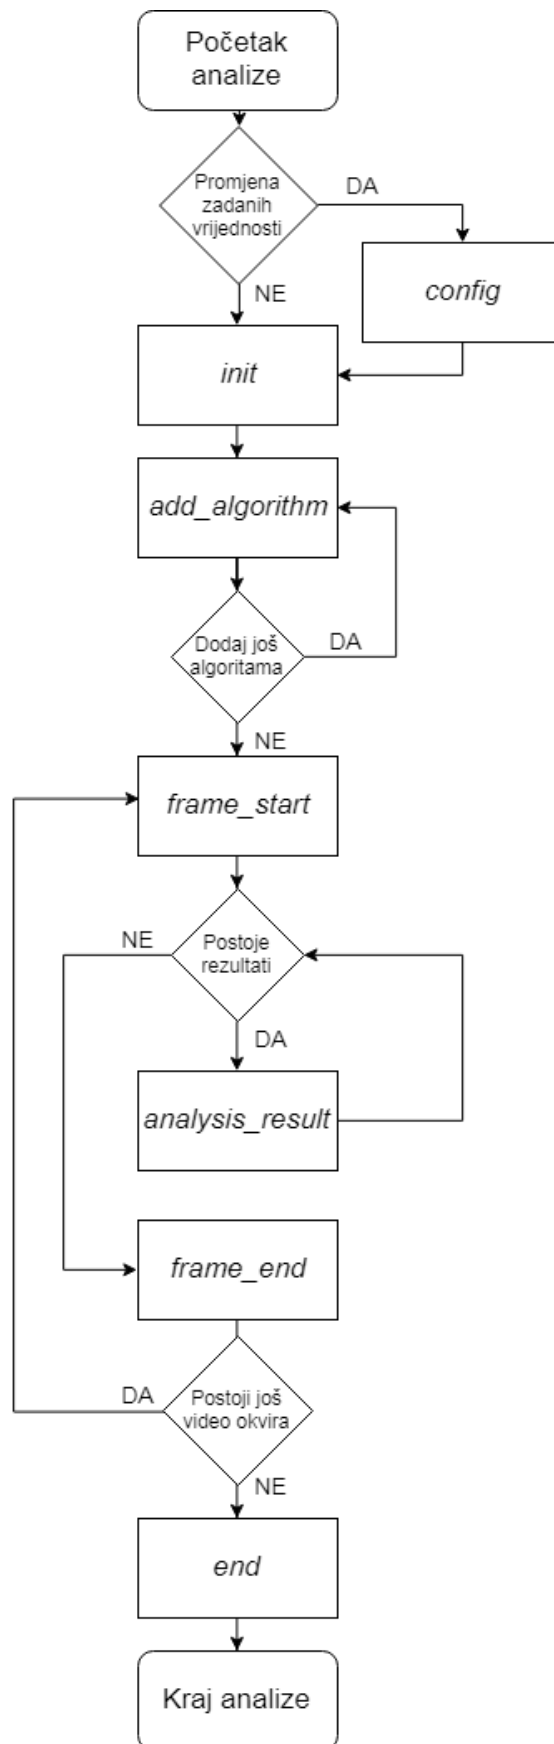 Početak
analize
Promjena
zadanih
vrijednosti
DA
config
NE
init
add_algorithm
Dodaj još
algoritama
DA
NE
frame_start
NE
Postoje
rezultati
DA
analysis_result
frame_end
DA
Postoji još
video okvira
NE
end
Kraj analize